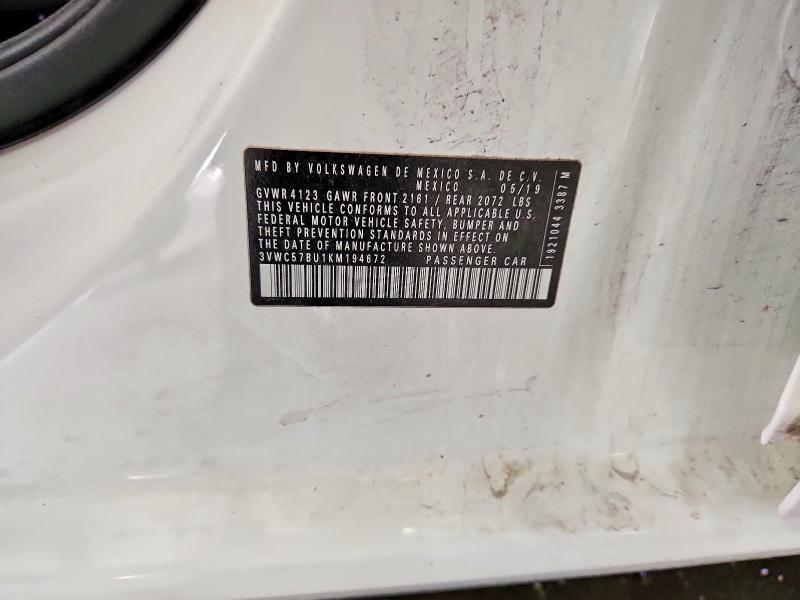 MFD BY VOLKSWAGEN DE MEXICO S.A. DE C.V.
MEXICO 05/19
GVWR 4123 GAWR FRONT 2161 / REAR 2072 LBS
THIS VEHICLE CONFORMS TO ALL APPLICABLE U.S.
FEDERAL MOTOR VEHICLE SAFETY, BUMPER AND
THEFT PREVENTION STANDARDS IN EFFECT ON
THE DATE OF MANUFACTURE SHOWN ABOVE.
3VWC57BU1KM194672 PASSENGER CAR
1921044 3387 M